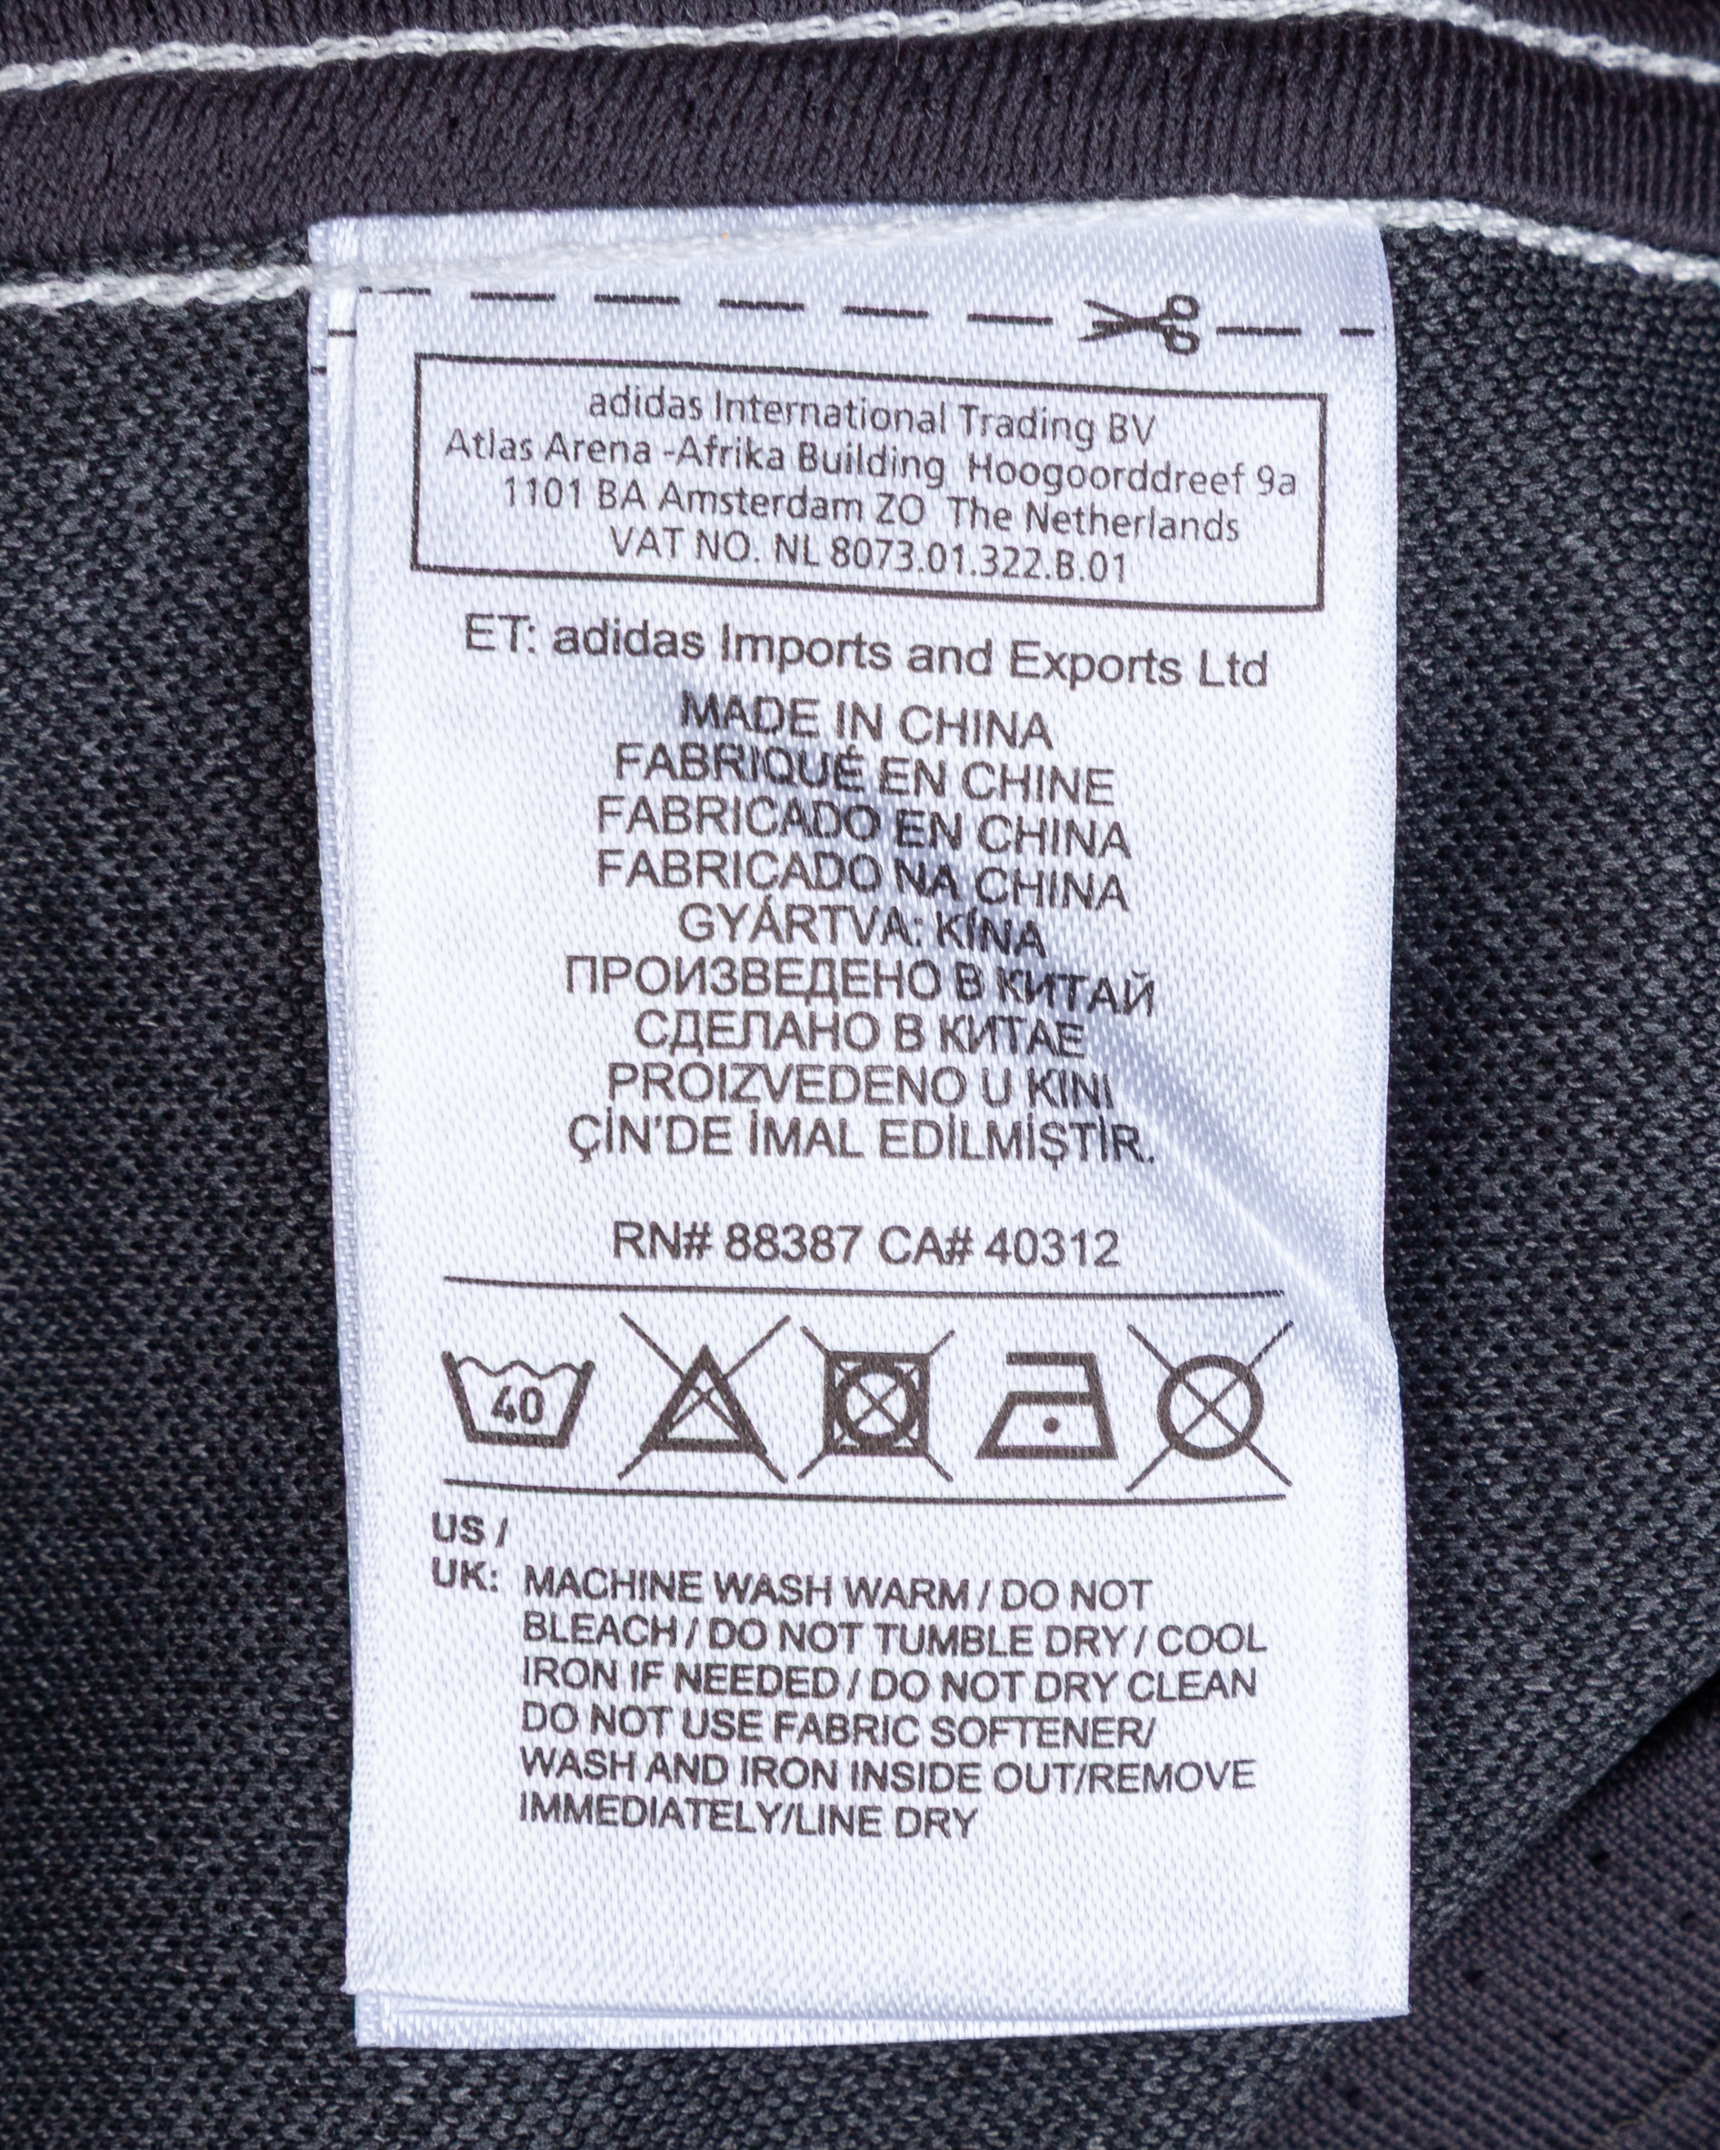 adidas International Trading BV
Atlas Arena -Afrika Building Hoogoorddreef 9a
1101 BA Amsterdam ZO The Netherlands
VAT NO. NL 8073.01.322.B.01
ET: adidas Imports and Exports Ltd
MADE IN CHINA
FABRIQUÉ EN CHINE
FABRICADO EN CHINA
FABRICADO NA CHINA
GYÁRTVA: KÍNA
ПРОИЗВЕДЕНО В КИТАЙ
СДЕЛАНО В КИТАЕ
PROIZVEDENO U KINI
ÇİN'DE İMAL EDİLMİŞTİR.
RN# 88387 CA# 40312
40
US /
UK: MACHINE WASH WARM / DO NOT
BLEACH / DO NOT TUMBLE DRY / COOL
IRON IF NEEDED / DO NOT DRY CLEAN
DO NOT USE FABRIC SOFTENER/
WASH AND IRON INSIDE OUT/REMOVE
IMMEDIATELY/LINE DRY